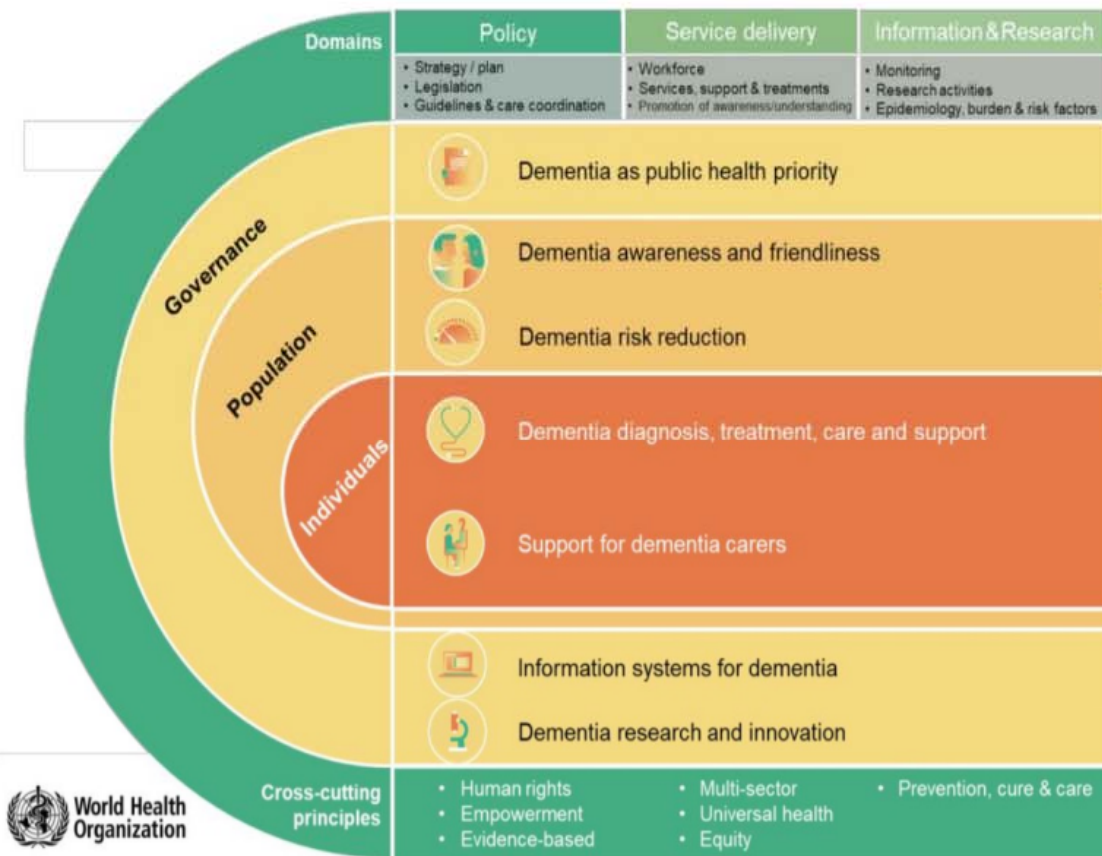 Domains
Policy
Service delivery
Information & Research
• Strategy / plan
• Legislation
• Guidelines & care coordination
• Workforce
• Services, support & treatments
• Promotion of awareness/understanding
• Monitoring
• Research activities
• Epidemiology, burden & risk factors
Governance
Dementia as public health priority
Population
Dementia awareness and friendliness
Dementia risk reduction
Individuals
Dementia diagnosis, treatment, care and support
Support for dementia carers
Information systems for dementia
Dementia research and innovation
Cross-cutting
principles
• Human rights
• Empowerment
• Evidence-based
• Multi-sector
• Universal health
• Equity
• Prevention, cure & care
World Health
Organization